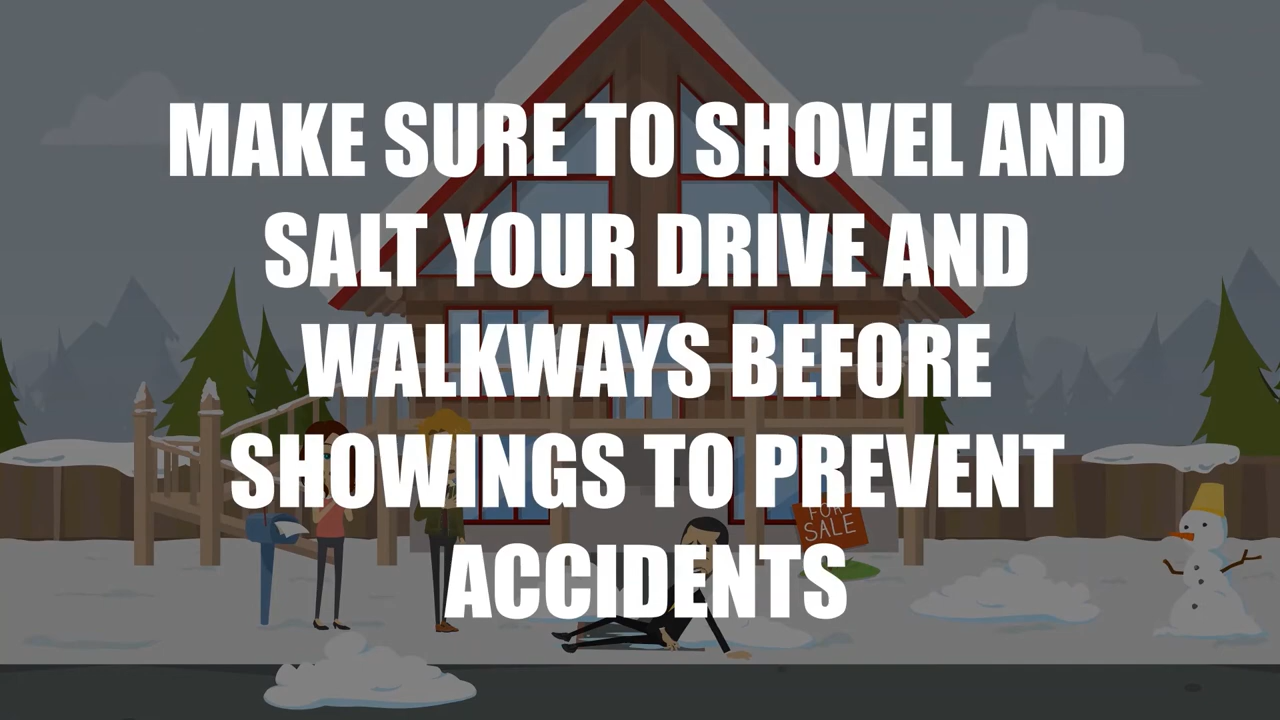 MAKE SURE TO SHOVEL AND
SALT YOUR DRIVE AND
WALKWAYS BEFORE
SHOWINGS TO PREVENT
ACCIDENTS
FOR
SALE